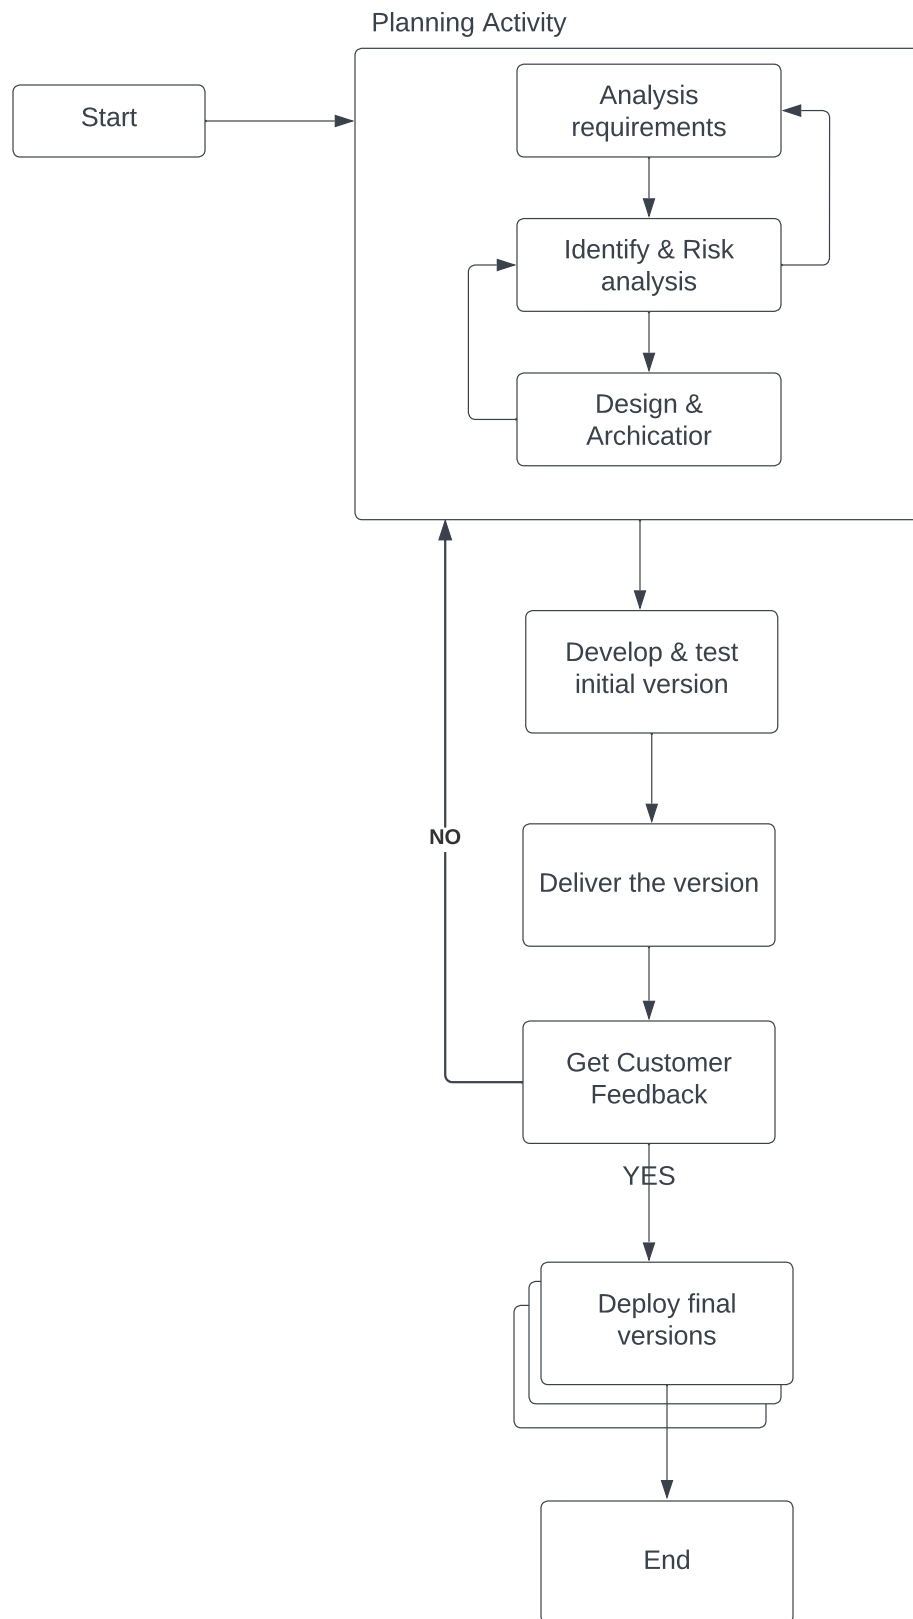 Planning Activity
Start
Analysis
requirements
Identify & Risk
analysis
Design &
Archicatior
Develop & test
initial version
NO
Deliver the version
Get Customer
Feedback
YES
Deploy final
versions
End